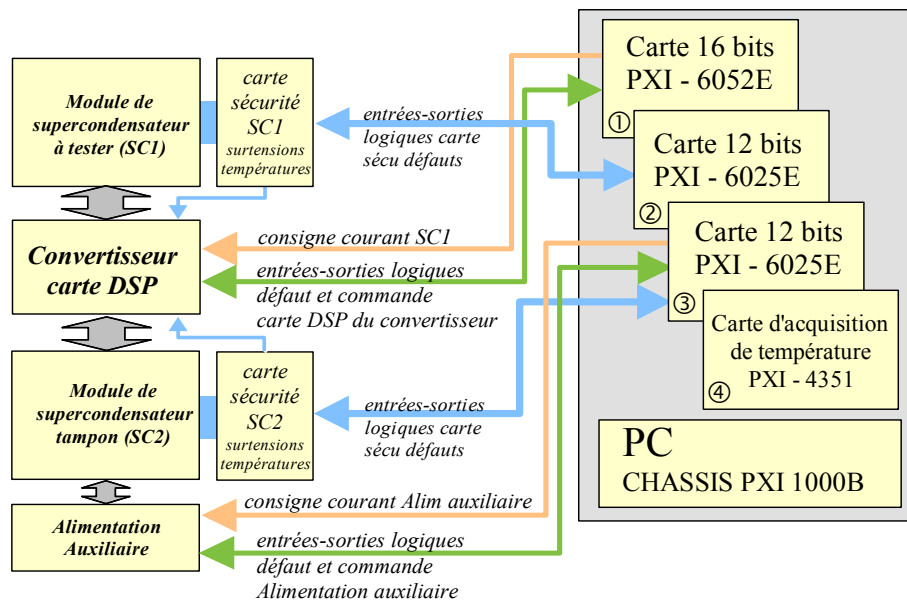 Module de
supercondensateur
à tester (SC1)
carte
sécurité
SC1
surtensions
températures
entrées-sorties
logiques carte
sécu défauts
Carte 16 bits
PXI - 6052E
①
Carte 12 bits
PXI - 6025E
②
Carte 12 bits
PXI - 6025E
③
Carte d'acquisition
de température
PXI - 4351
④
Convertisseur
carte DSP
consigne courant SC1
entrées-sorties logiques
défaut et commande
carte DSP du convertisseur
Module de
supercondensateur
tampon (SC2)
carte
sécurité
SC2
surtensions
températures
entrées-sorties
logiques carte
sécu défauts
PC
CHASSIS PXI 1000B
Alimentation
Auxiliaire
consigne courant Alim auxiliaire
entrées-sorties logiques
défaut et commande
Alimentation auxiliaire